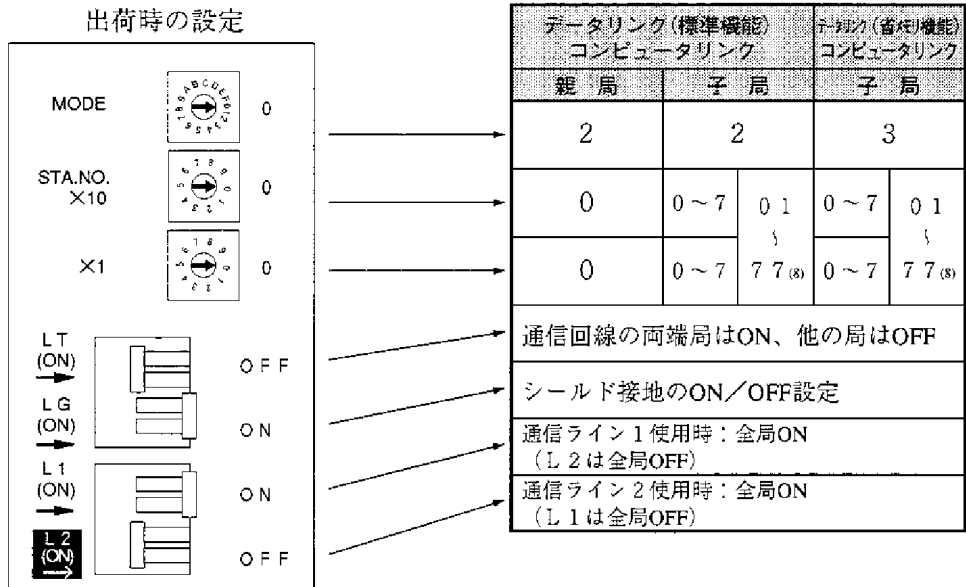 出荷時の設定
MODE
0
STA.NO.
×10
0
×1
0
LT
(ON)
OFF
LG
(ON)
ON
L1
(ON)
ON
L2
(ON)
OFF
データリンク(標準機能)
コンピュータリンク
データリンク(省メモリ機能)
コンピュータリンク
親局
子局
子局
2
2
3
0
0～7
01
～
77(8)
0～7
01
～
77(8)
0
0～7
0～7
通信回線の両端局はON、他の局はOFF
シールド接地のON／OFF設定
通信ライン1使用時：全局ON
（L2は全局OFF）
通信ライン2使用時：全局ON
（L1は全局OFF）